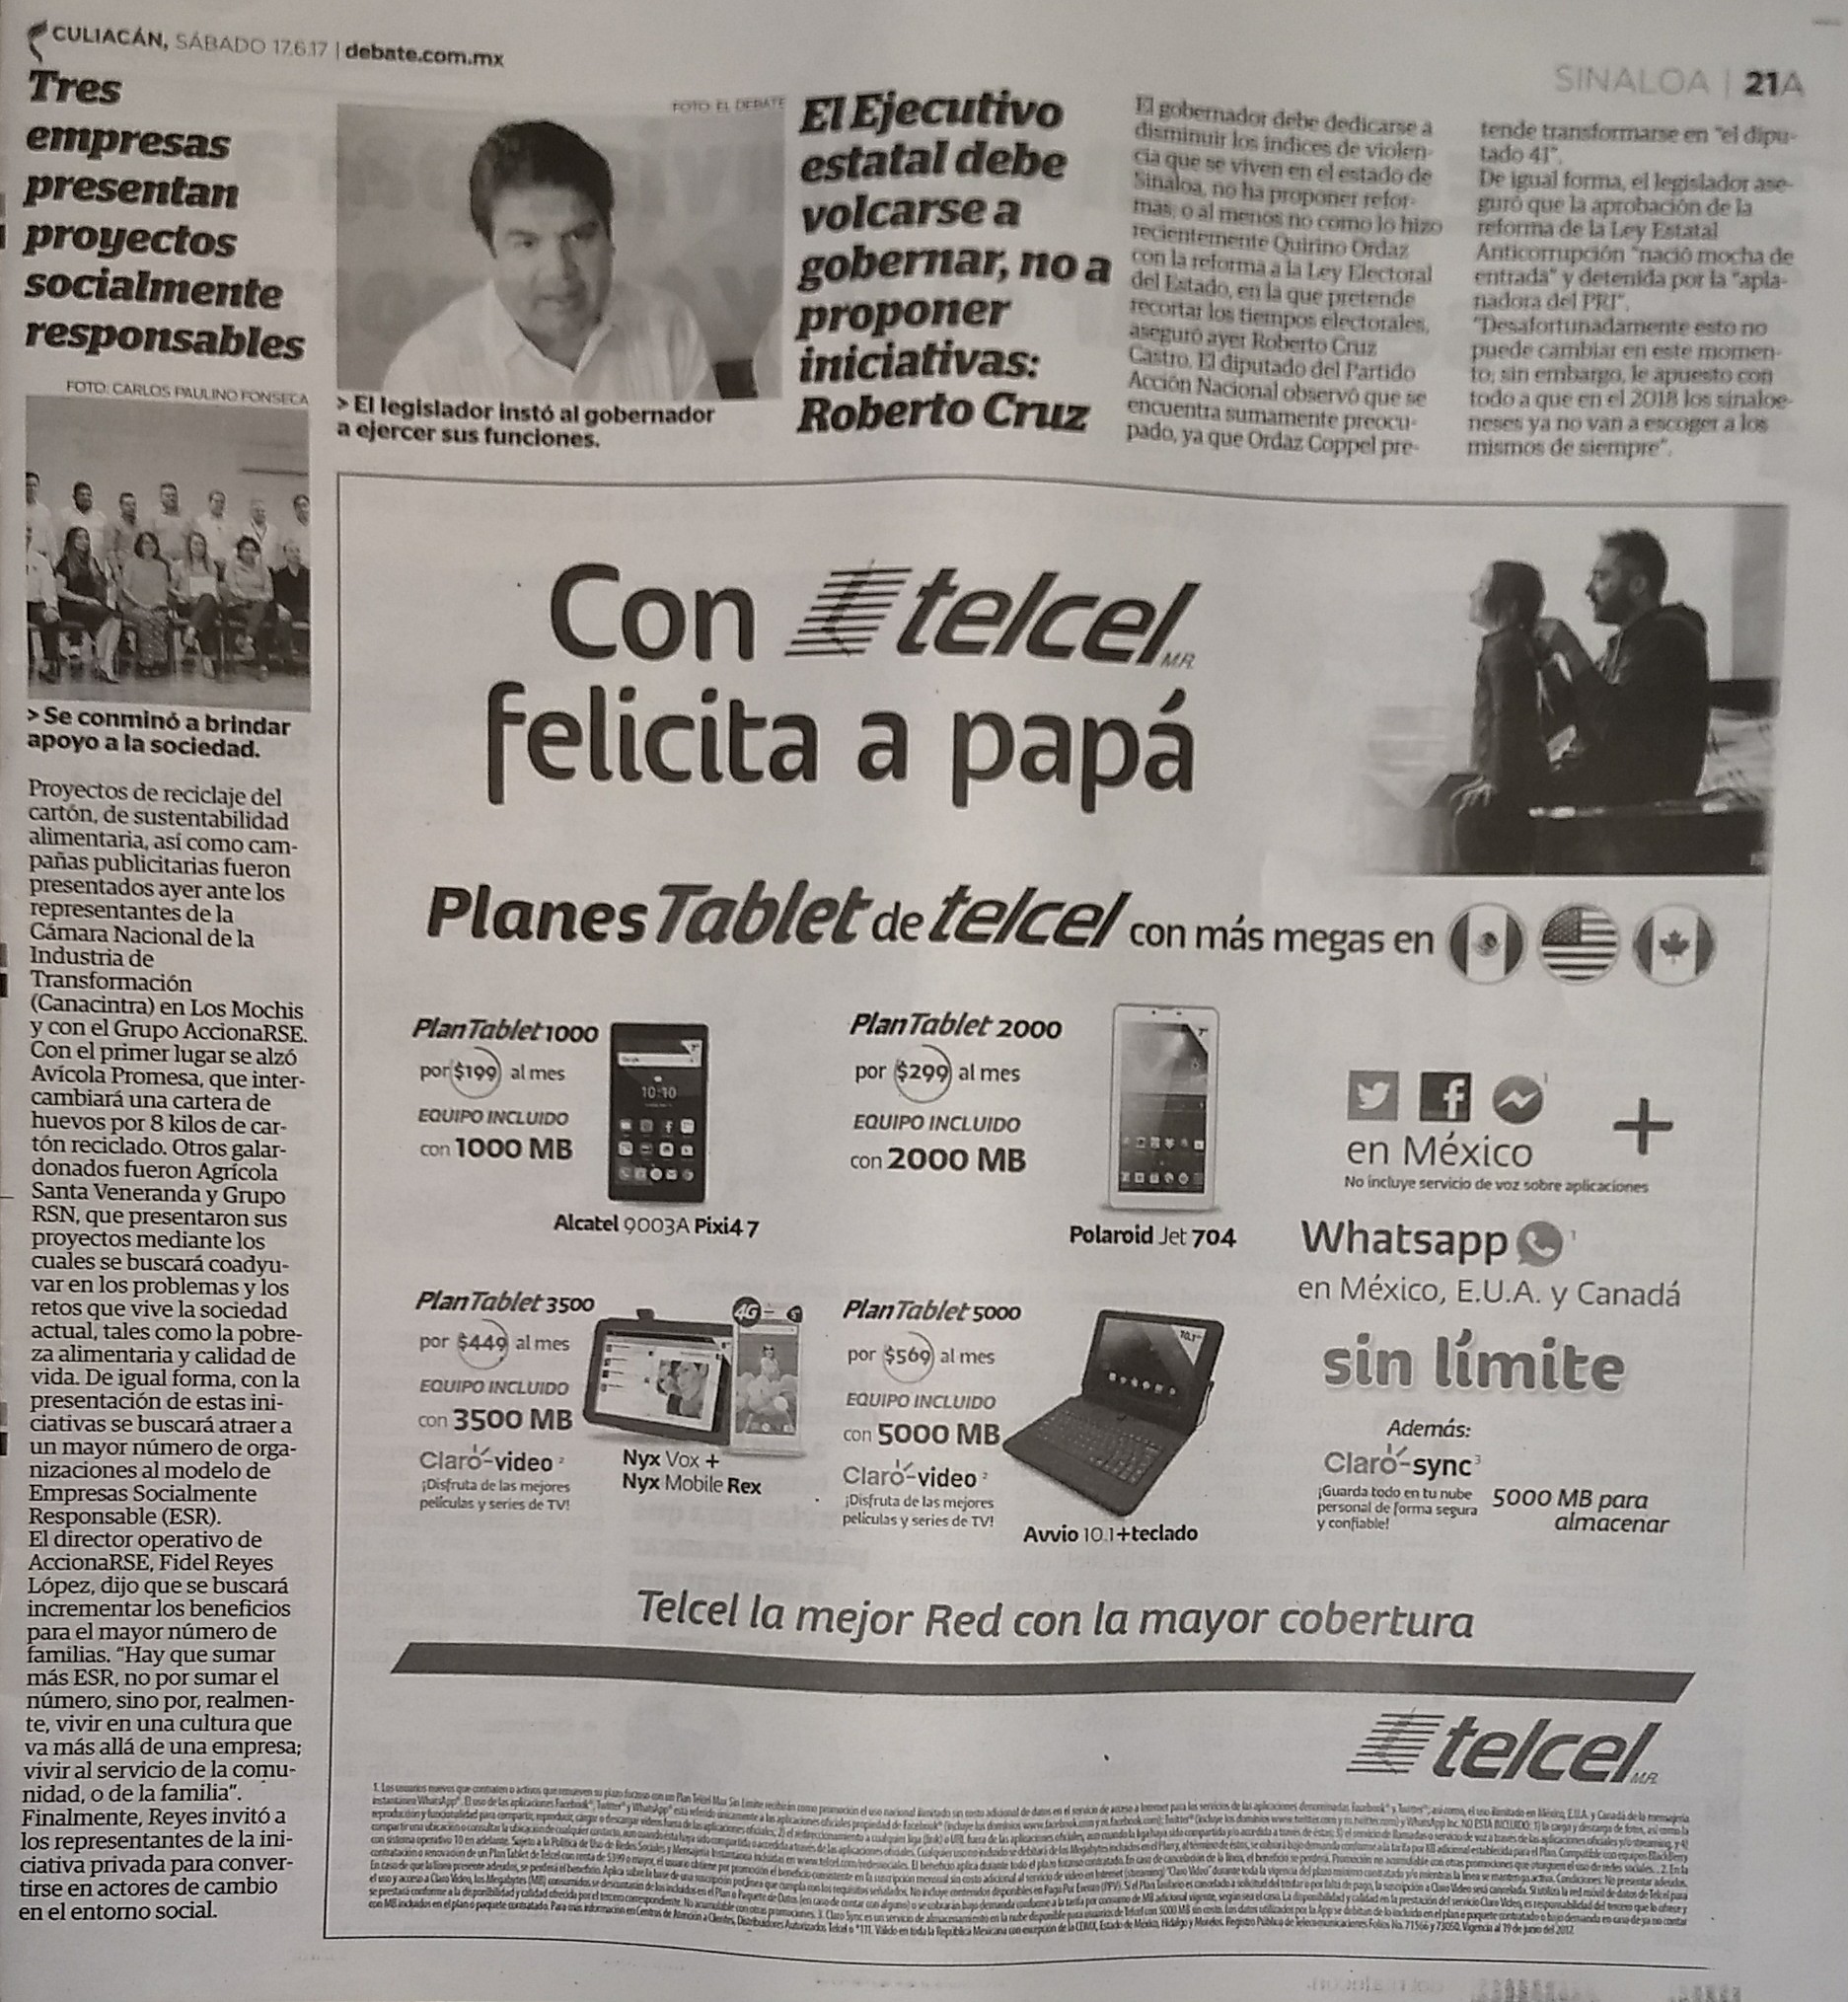 CULIACÁN, SÁBADO 17.6.17 | debate.com.mx
SINALOA | 21A
Tres
empresas
presentan
proyectos
socialmente
responsables
FOTO: CARLOS PAULINO FONSECA
> Se conminó a brindar
apoyo a la sociedad.
Proyectos de reciclaje del
cartón, de sustentabilidad
alimentaria, así como cam-
pañas publicitarias fueron
presentados ayer ante los
representantes de la
Cámara Nacional de la
Industria de
Transformación
(Canacintra) en Los Mochis
y con el Grupo AccionaRSE.
Con el primer lugar se alzó
Avícola Promesa, que inter-
cambiará una cartera de
huevos por 8 kilos de car-
tón reciclado. Otros galar-
donados fueron Agrícola
Santa Veneranda y Grupo
RSN, que presentaron sus
proyectos mediante los
cuales se buscará coadyu-
var en los problemas y los
retos que vive la sociedad
actual, tales como la pobre-
za alimentaria y calidad de
vida. De igual forma, con la
presentación de estas ini-
ciativas se buscará atraer a
un mayor número de orga-
nizaciones al modelo de
Empresas Socialmente
Responsable (ESR).
El director operativo de
AccionaRSE, Fidel Reyes
López, dijo que se buscará
incrementar los beneficios
para el mayor número de
familias. “Hay que sumar
más ESR, no por sumar el
número, sino por, realmen-
te, vivir en una cultura que
va más allá de una empresa;
vivir al servicio de la comu-
nidad, o de la familia”.
Finalmente, Reyes invitó a
los representantes de la ini-
ciativa privada para conver-
tirse en actores de cambio
en el entorno social.
FOTO: EL DEBATE
> El legislador instó al gobernador
a ejercer sus funciones.
El Ejecutivo
estatal debe
volcarse a
gobernar, no a
proponer
iniciativas:
Roberto Cruz
El gobernador debe dedicarse a
disminuir los índices de violen-
cia que se viven en el estado de
Sinaloa, no ha proponer refor-
mas, o al menos no como lo hizo
recientemente Quirino Ordaz
con la reforma a la Ley Electoral
del Estado, en la que pretende
recortar los tiempos electorales,
aseguró ayer Roberto Cruz
Castro. El diputado del Partido
Acción Nacional observó que se
encuentra sumamente preocu-
pado, ya que Ordaz Coppel pre-
tende transformarse en “el dipu-
tado 41”.
De igual forma, el legislador ase-
guró que la aprobación de la
reforma de la Ley Estatal
Anticorrupción “nació mocha de
entrada” y detenida por la “apla-
nadora del PRI”.
“Desafortunadamente esto no
puede cambiar en este momen-
to; sin embargo, le apuesto con
todo a que en el 2018 los sinaloe-
neses ya no van a escoger a los
mismos de siempre”.
Con telcel M.R.
felicita a papá
Planes Tablet de telcel con más megas en
Plan Tablet 1000
por $199 al mes
EQUIPO INCLUIDO
con 1000 MB
7"
10:10
Alcatel 9003A Pixi4 7
Plan Tablet 2000
por $299 al mes
EQUIPO INCLUIDO
con 2000 MB
7"
Polaroid Jet 704
Plan Tablet 3500
por $449 al mes
EQUIPO INCLUIDO
con 3500 MB
Claro-video 2
¡Disfruta de las mejores
películas y series de TV!
4G
Nyx Vox +
Nyx Mobile Rex
Plan Tablet 5000
por $569 al mes
EQUIPO INCLUIDO
con 5000 MB
Claro-video 2
¡Disfruta de las mejores
películas y series de TV!
10.1"
Avvio 10.1+teclado
1
en México
+
No incluye servicio de voz sobre aplicaciones
Whatsapp 1
en México, E.U.A. y Canadá
sin límite
Además:
Claro-sync 3
¡Guarda todo en tu nube
personal de forma segura
y confiable!
5000 MB para
almacenar
Telcel la mejor Red con la mayor cobertura
telcel M.R.